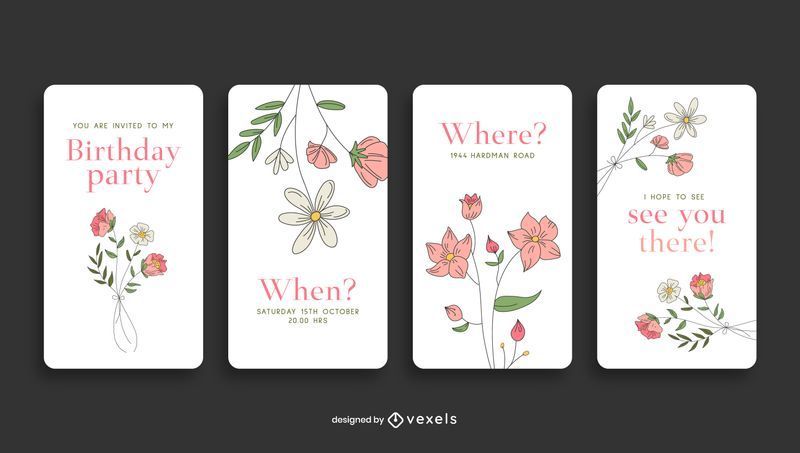 YOU ARE INVITED TO MY
Birthday
party
When?
SATURDAY 15TH OCTOBER
20.00 HRS
Where?
1944 HARDMAN ROAD
I HOPE TO SEE
see you
there!
designed by vexels